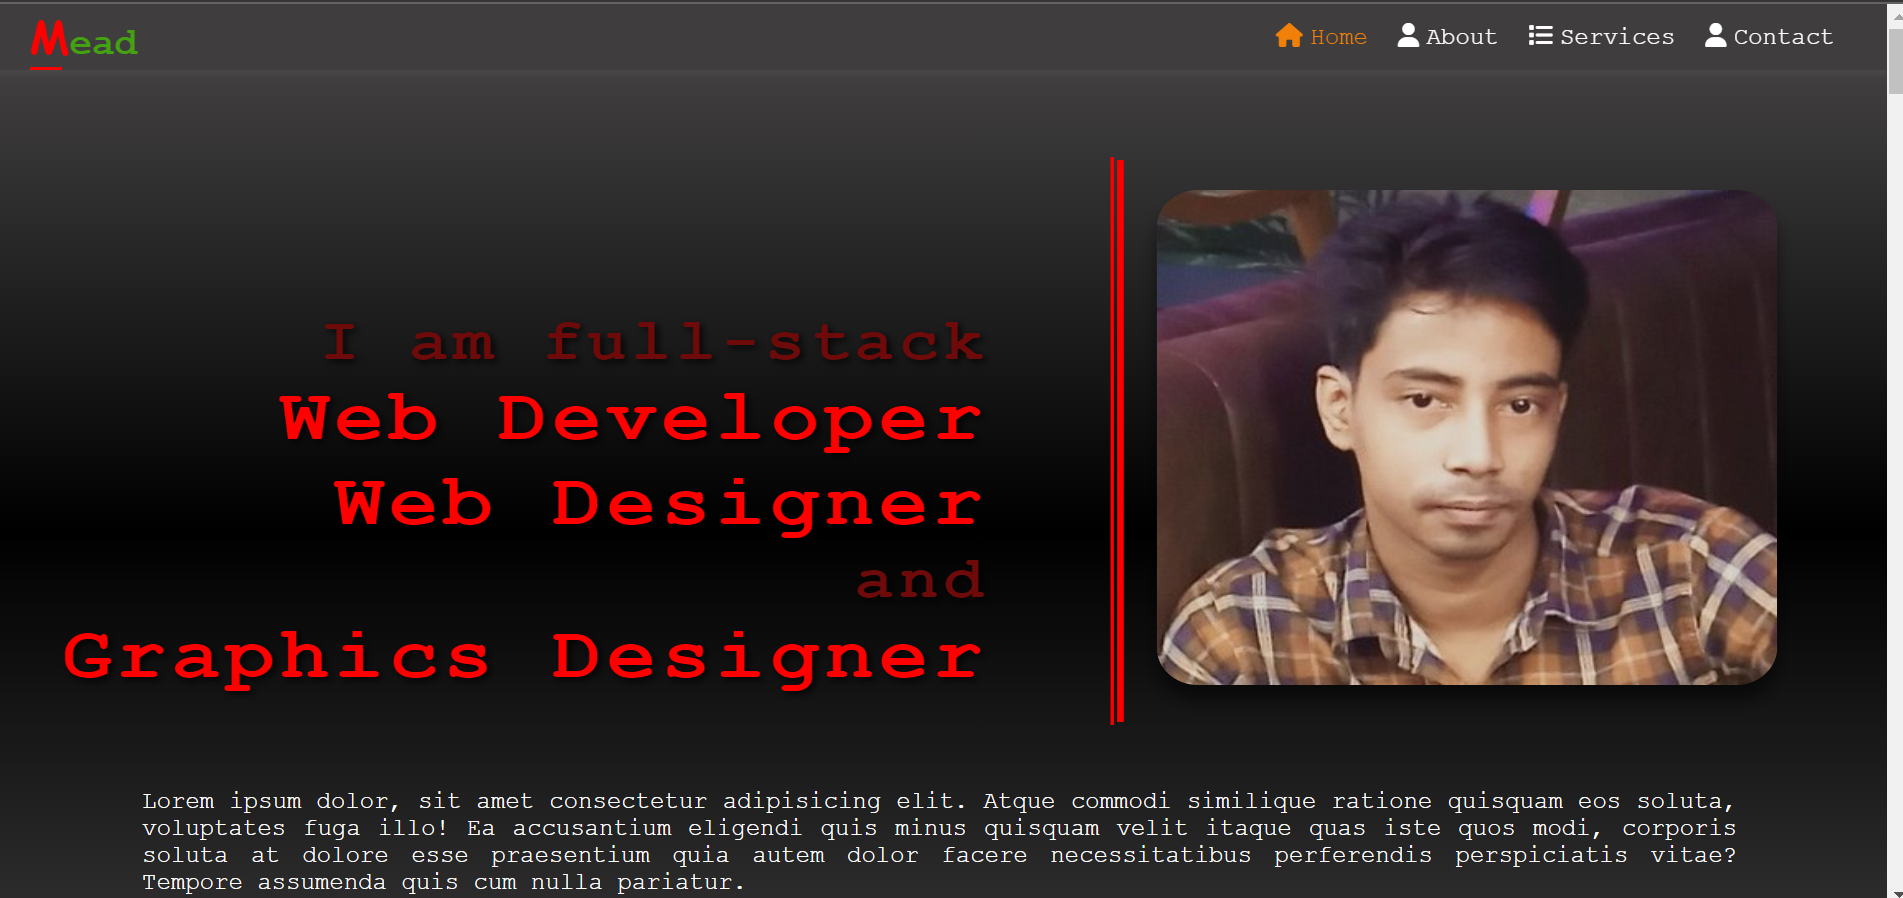 Mead
Home About Services Contact
I am full-stack
Web Developer
Web Designer
and
Graphics Designer
Lorem ipsum dolor, sit amet consectetur adipisicing elit. Atque commodi similique ratione quisquam eos soluta,
voluptates fuga illo! Ea accusantium eligendi quis minus quisquam velit itaque quas iste quos modi, corporis
soluta at dolore esse praesentium quia autem dolor facere necessitatibus perferendis perspiciatis vitae?
Tempore assumenda quis cum nulla pariatur.